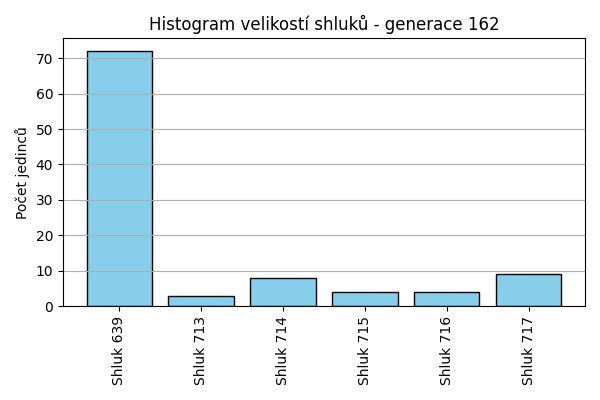 Histogram velikostí shluků - generace 162
Počet jedinců
70
60
50
40
30
20
10
0
Shluk 639
Shluk 713
Shluk 714
Shluk 715
Shluk 716
Shluk 717